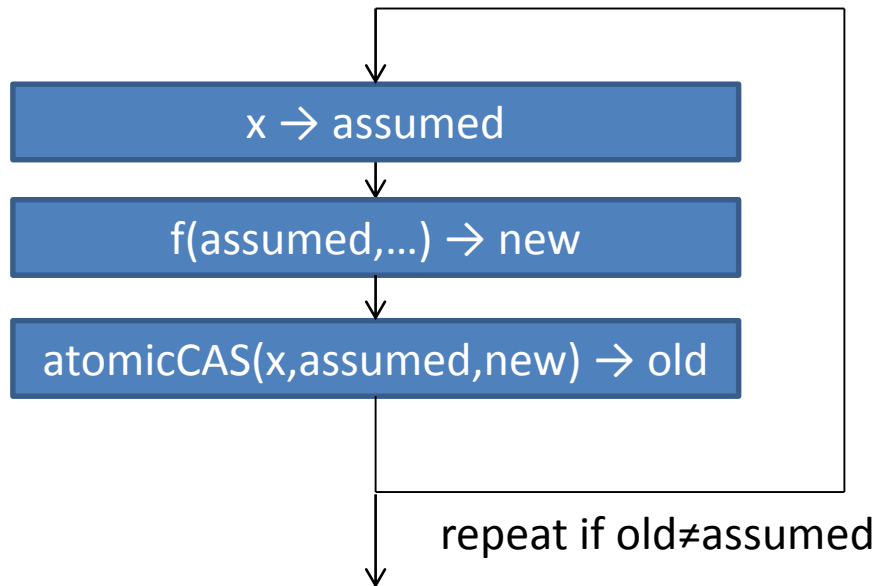 x → assumed
f(assumed,…) → new
atomicCAS(x,assumed,new) → old
repeat if old≠assumed